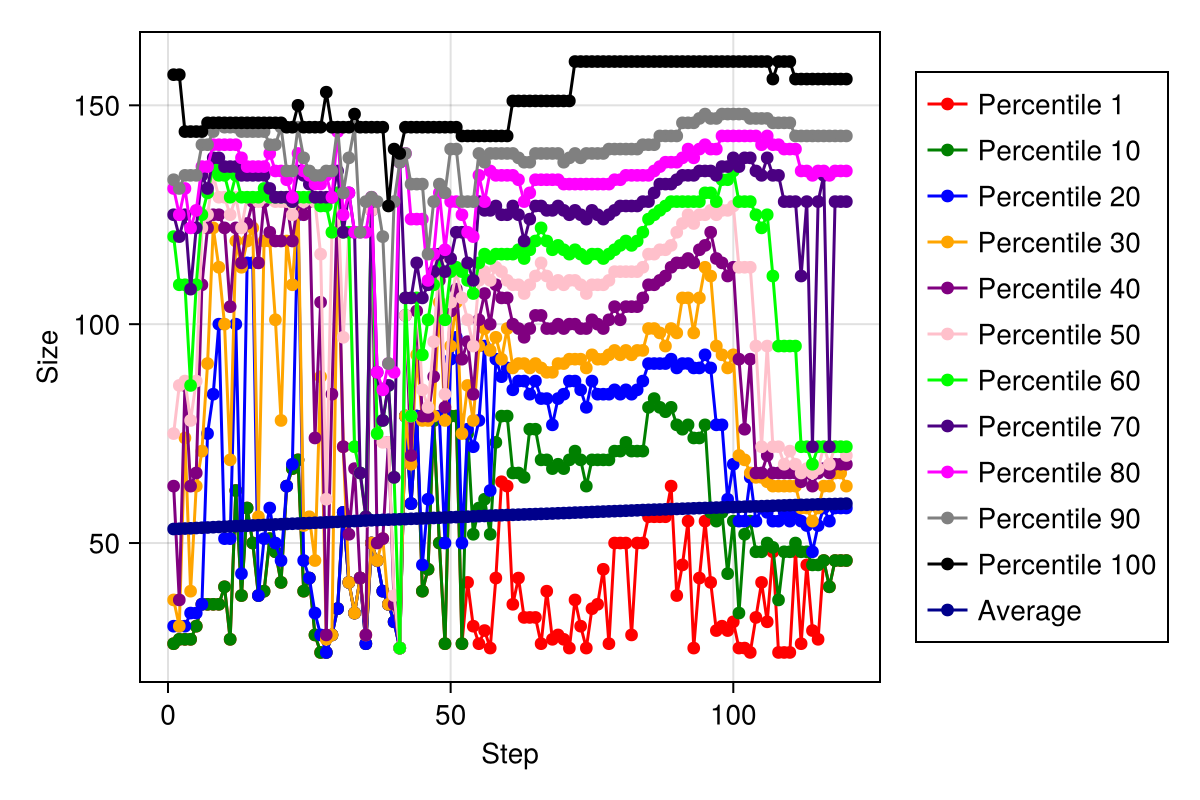 150
100
50
Size
0
50
100
Step
Percentile 1
Percentile 10
Percentile 20
Percentile 30
Percentile 40
Percentile 50
Percentile 60
Percentile 70
Percentile 80
Percentile 90
Percentile 100
Average